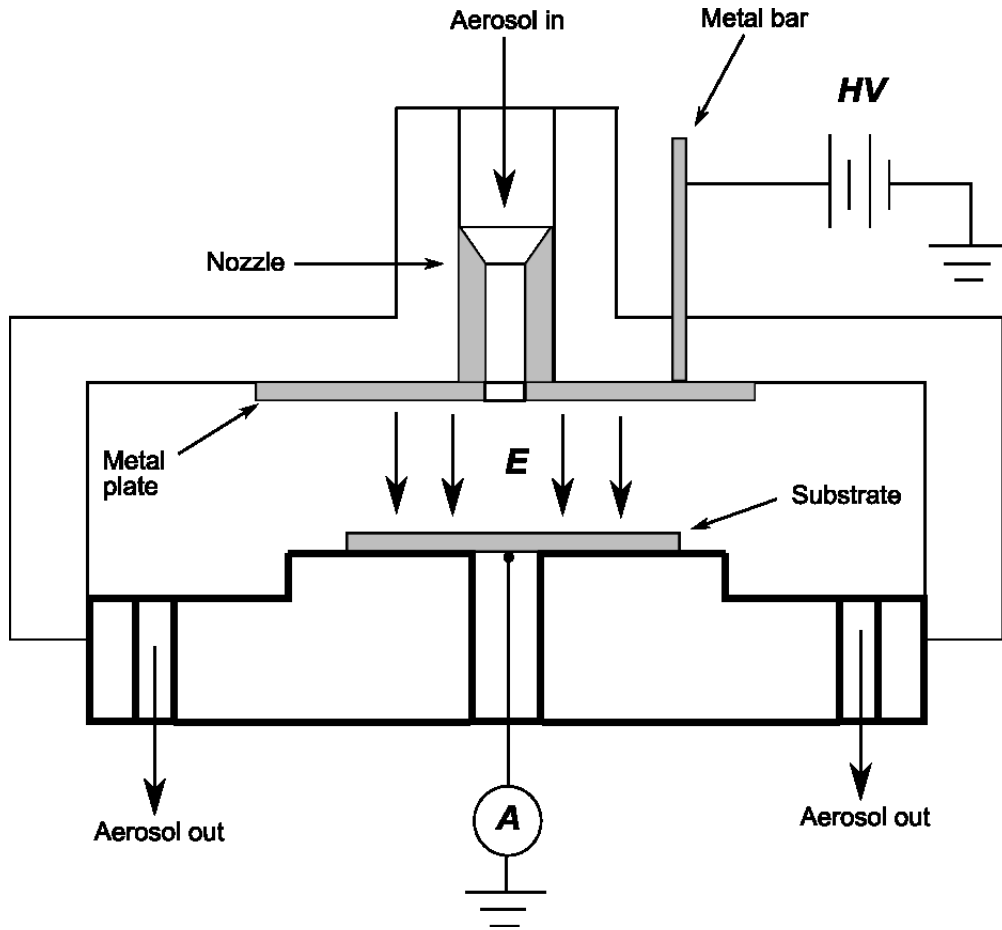 Aerosol in
Metal bar
HV
Nozzle
E
Metal
plate
Substrate
A
Aerosol out
Aerosol out